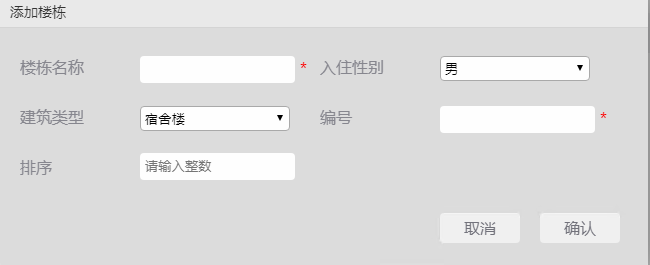 添加楼栋
楼栋名称 * 入住性别 男 ▼
建筑类型 宿舍楼 ▼ 编号 *
排序 请输入整数
取消 确认